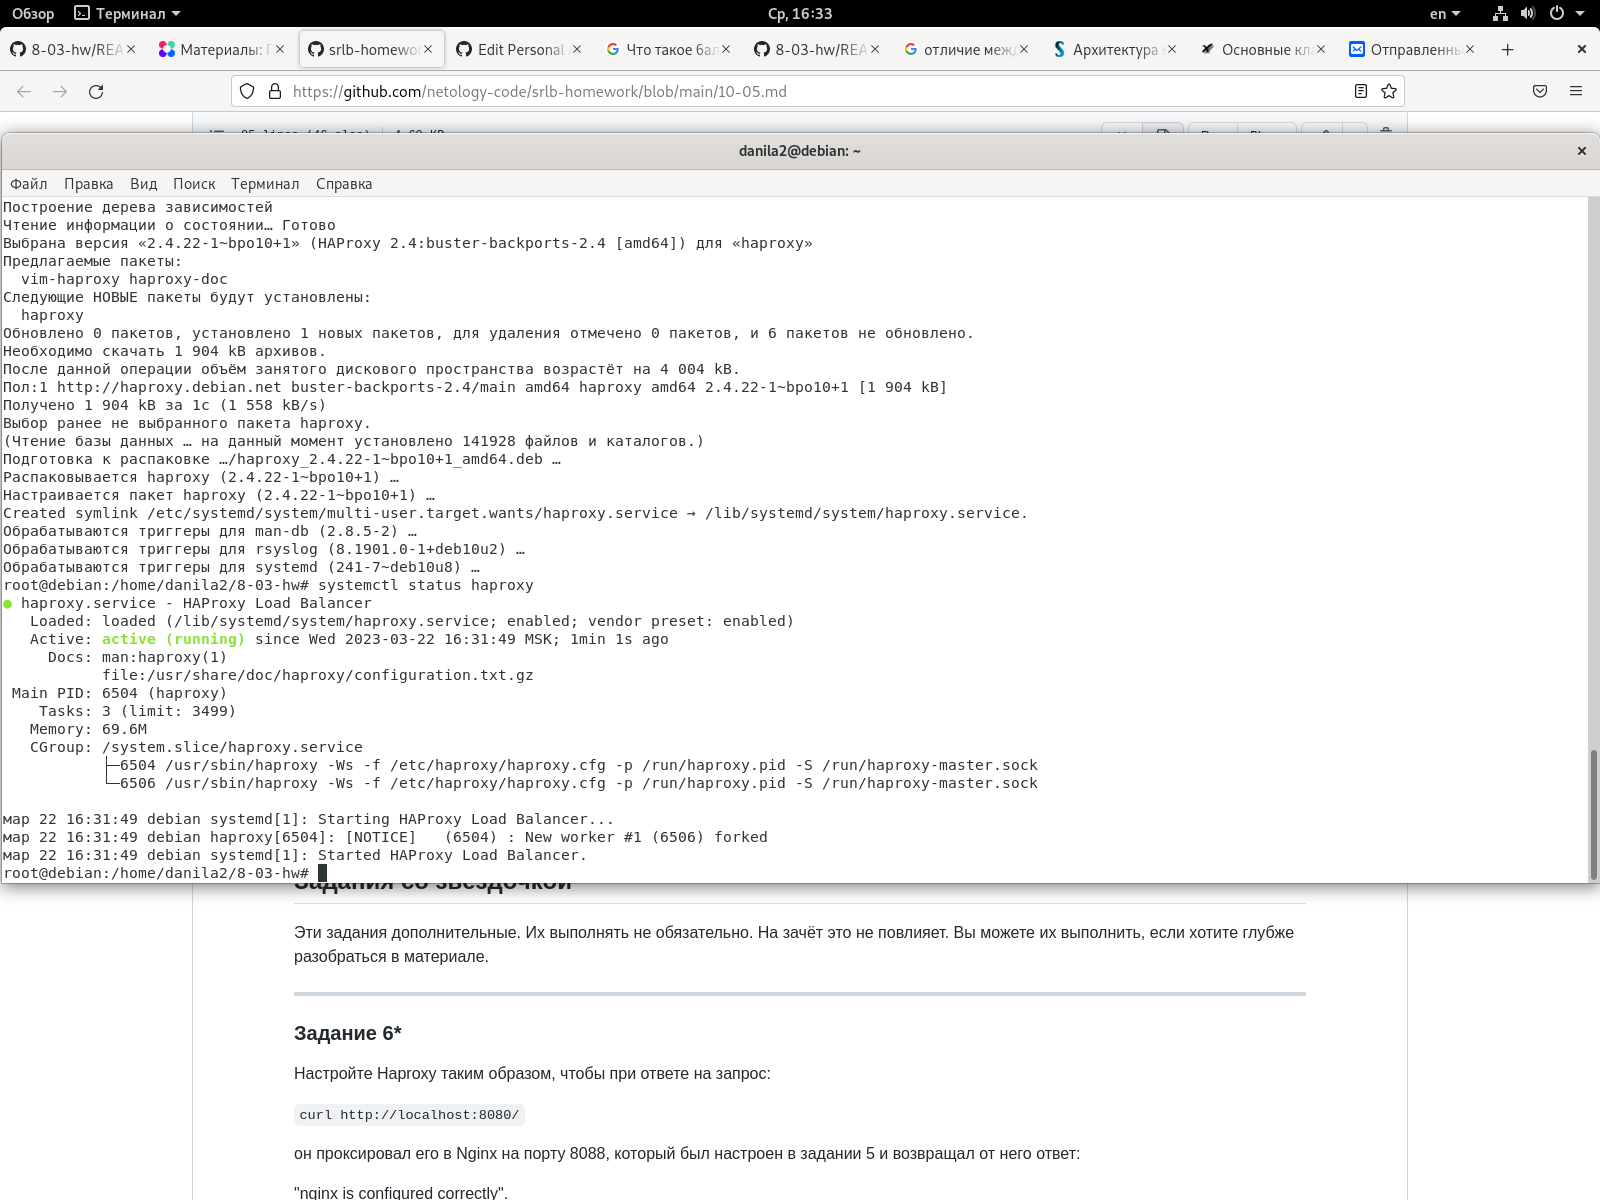 Обзор Терминал Ср, 16:33 en
8-03-hw/REA Материалы: Г srlb-homewor Edit Personal A Что такое бал 8-03-hw/REA отличие межд Архитектура Основные кл Отправленны
https://github.com/netology-code/srlb-homework/blob/main/10-05.md
danila2@debian: ~
Файл Правка Вид Поиск Терминал Справка
Построение дерева зависимостей
Чтение информации о состоянии… Готово
Выбрана версия «2.4.22-1~bpo10+1» (HAProxy 2.4:buster-backports-2.4 [amd64]) для «haproxy»
Предлагаемые пакеты:
vim-haproxy haproxy-doc
Следующие НОВЫЕ пакеты будут установлены:
haproxy
Обновлено 0 пакетов, установлено 1 новых пакетов, для удаления отмечено 0 пакетов, и 6 пакетов не обновлено.
Необходимо скачать 1 904 kB архивов.
После данной операции объём занятого дискового пространства возрастёт на 4 004 kB.
Пол:1 http://haproxy.debian.net buster-backports-2.4/main amd64 haproxy amd64 2.4.22-1~bpo10+1 [1 904 kB]
Получено 1 904 kB за 1с (1 558 kB/s)
Выбор ранее не выбранного пакета haproxy.
(Чтение базы данных … на данный момент установлено 141928 файлов и каталогов.)
Подготовка к распаковке …/haproxy_2.4.22-1~bpo10+1_amd64.deb …
Распаковывается haproxy (2.4.22-1~bpo10+1) …
Настраивается пакет haproxy (2.4.22-1~bpo10+1) …
Created symlink /etc/systemd/system/multi-user.target.wants/haproxy.service → /lib/systemd/system/haproxy.service.
Обрабатываются триггеры для man-db (2.8.5-2) …
Обрабатываются триггеры для rsyslog (8.1901.0-1+deb10u2) …
Обрабатываются триггеры для systemd (241-7~deb10u8) …
root@debian:/home/danila2/8-03-hw# systemctl status haproxy
● haproxy.service - HAProxy Load Balancer
Loaded: loaded (/lib/systemd/system/haproxy.service; enabled; vendor preset: enabled)
Active: active (running) since Wed 2023-03-22 16:31:49 MSK; 1min 1s ago
Docs: man:haproxy(1)
file:/usr/share/doc/haproxy/configuration.txt.gz
Main PID: 6504 (haproxy)
Tasks: 3 (limit: 3499)
Memory: 69.6M
CGroup: /system.slice/haproxy.service
├─6504 /usr/sbin/haproxy -Ws -f /etc/haproxy/haproxy.cfg -p /run/haproxy.pid -S /run/haproxy-master.sock
└─6506 /usr/sbin/haproxy -Ws -f /etc/haproxy/haproxy.cfg -p /run/haproxy.pid -S /run/haproxy-master.sock
мар 22 16:31:49 debian systemd[1]: Starting HAProxy Load Balancer...
мар 22 16:31:49 debian haproxy[6504]: [NOTICE] (6504) : New worker #1 (6506) forked
мар 22 16:31:49 debian systemd[1]: Started HAProxy Load Balancer.
root@debian:/home/danila2/8-03-hw#
Задания со звёздочкой
Эти задания дополнительные. Их выполнять не обязательно. На зачёт это не повлияет. Вы можете их выполнить, если хотите глубже
разобраться в материале.
Задание 6*
Настройте Haproxy таким образом, чтобы при ответе на запрос:
curl http://localhost:8080/
он проксировал его в Nginx на порту 8088, который был настроен в задании 5 и возвращал от него ответ:
"nginx is configured correctly".